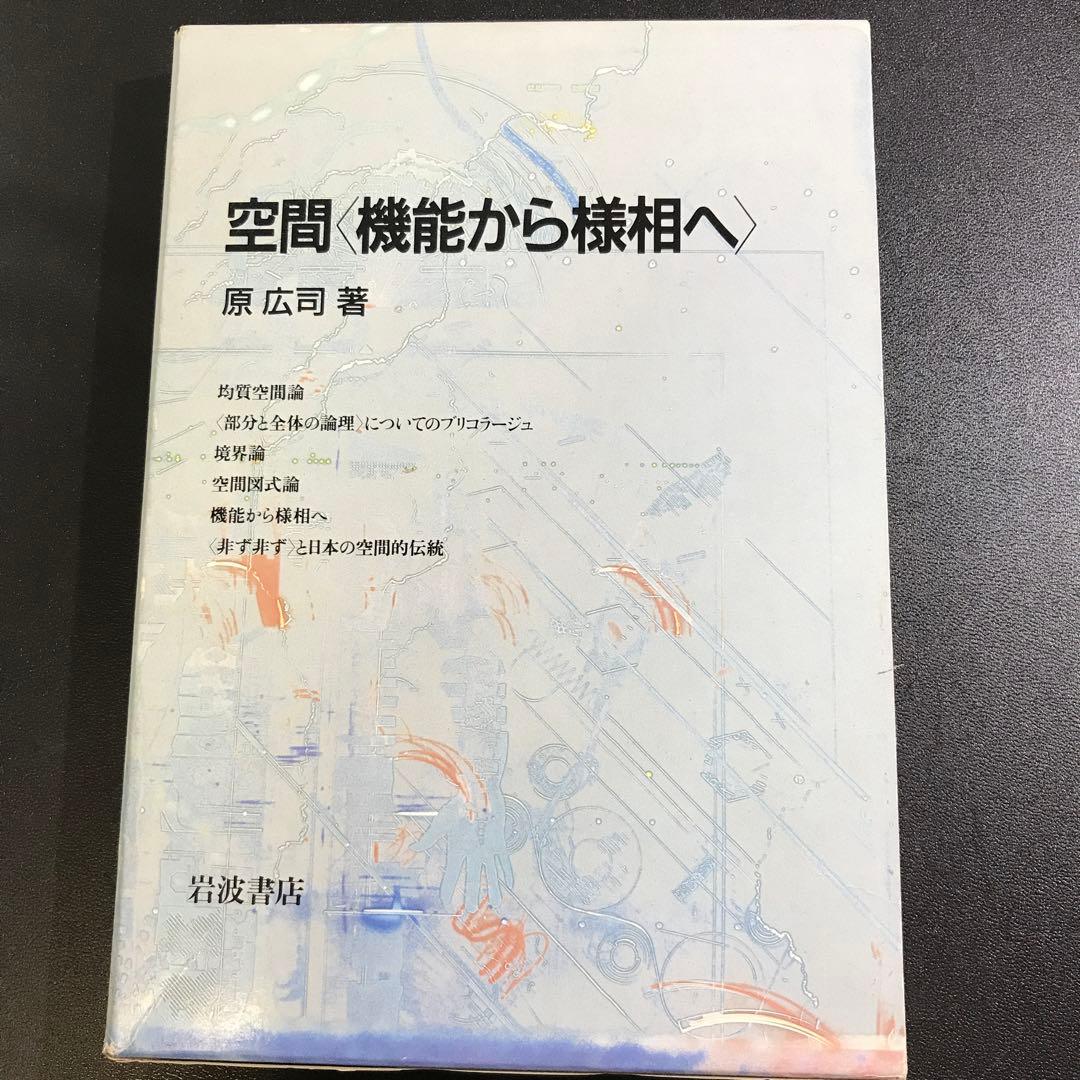 空間〈機能から様相へ〉
原 広司 著
均質空間論
〈部分と全体の論理〉についてのブリコラージュ
境界論
空間図式論
機能から様相へ
〈非ず非ず〉と日本の空間的伝統
岩波書店